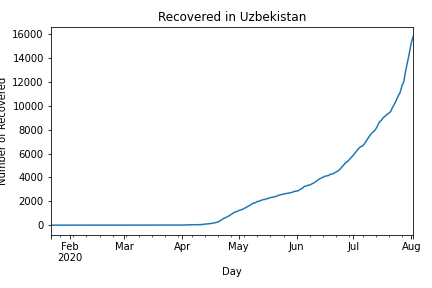 Recovered in Uzbekistan
Number of Recovered
16000
14000
12000
10000
8000
6000
4000
2000
0
Feb Mar Apr May Jun Jul Aug
2020
Day